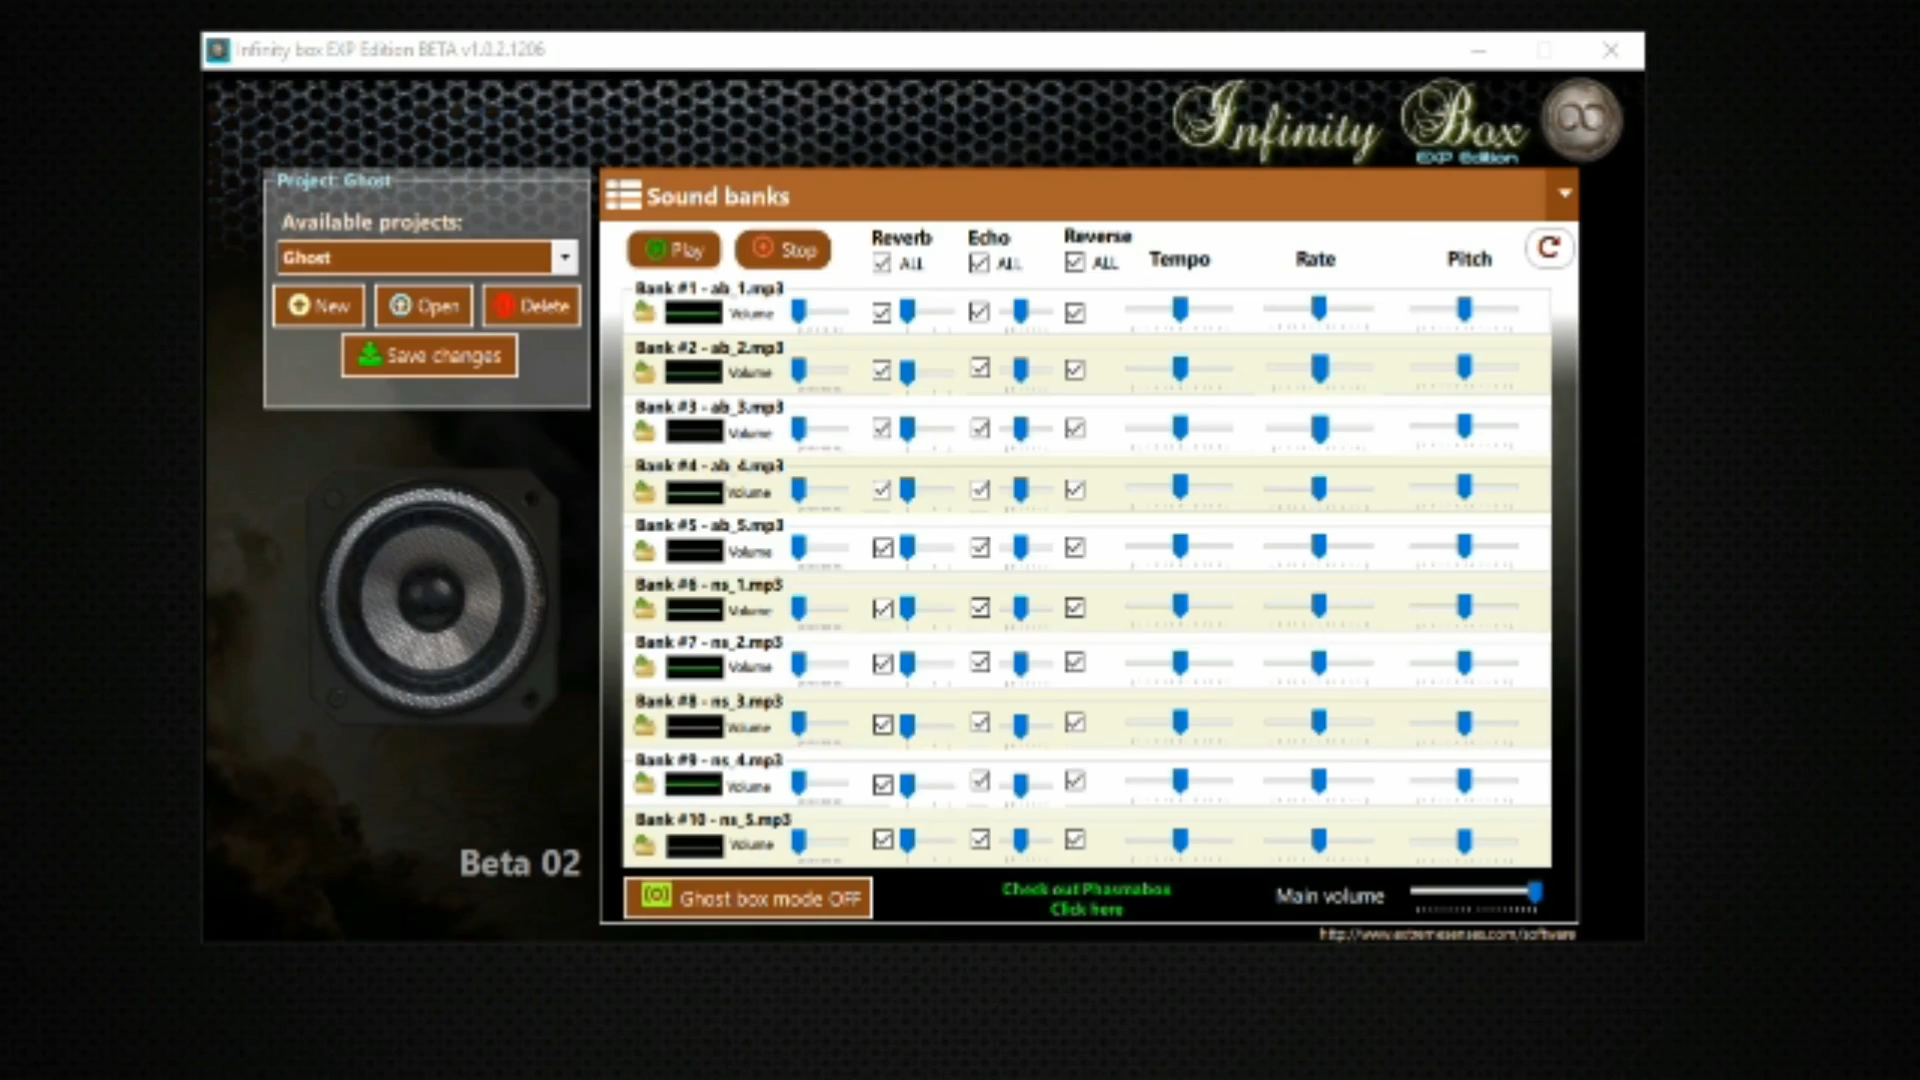 Infinity box EXP Edition BETA v1.0.2.1206
Infinity Box
EXP Edition
Project: Ghost
Available projects:
Ghost
New Open Delete
Save changes
Sound banks
Play Stop Reverb Echo Reverse Tempo Rate Pitch
ALL ALL ALL
Bank #1 - ab_1.mp3
Volume
Bank #2 - ab_2.mp3
Volume
Bank #3 - ab_3.mp3
Volume
Bank #4 - ab_4.mp3
Volume
Bank #5 - ab_5.mp3
Volume
Bank #6 - ns_1.mp3
Volume
Bank #7 - ns_2.mp3
Volume
Bank #8 - ns_3.mp3
Volume
Bank #9 - ns_4.mp3
Volume
Bank #10 - ns_5.mp3
Volume
Beta 02
Ghost box mode OFF
Check out Phasmabox
Click here
Main volume
http://www.extremesenses.com/software